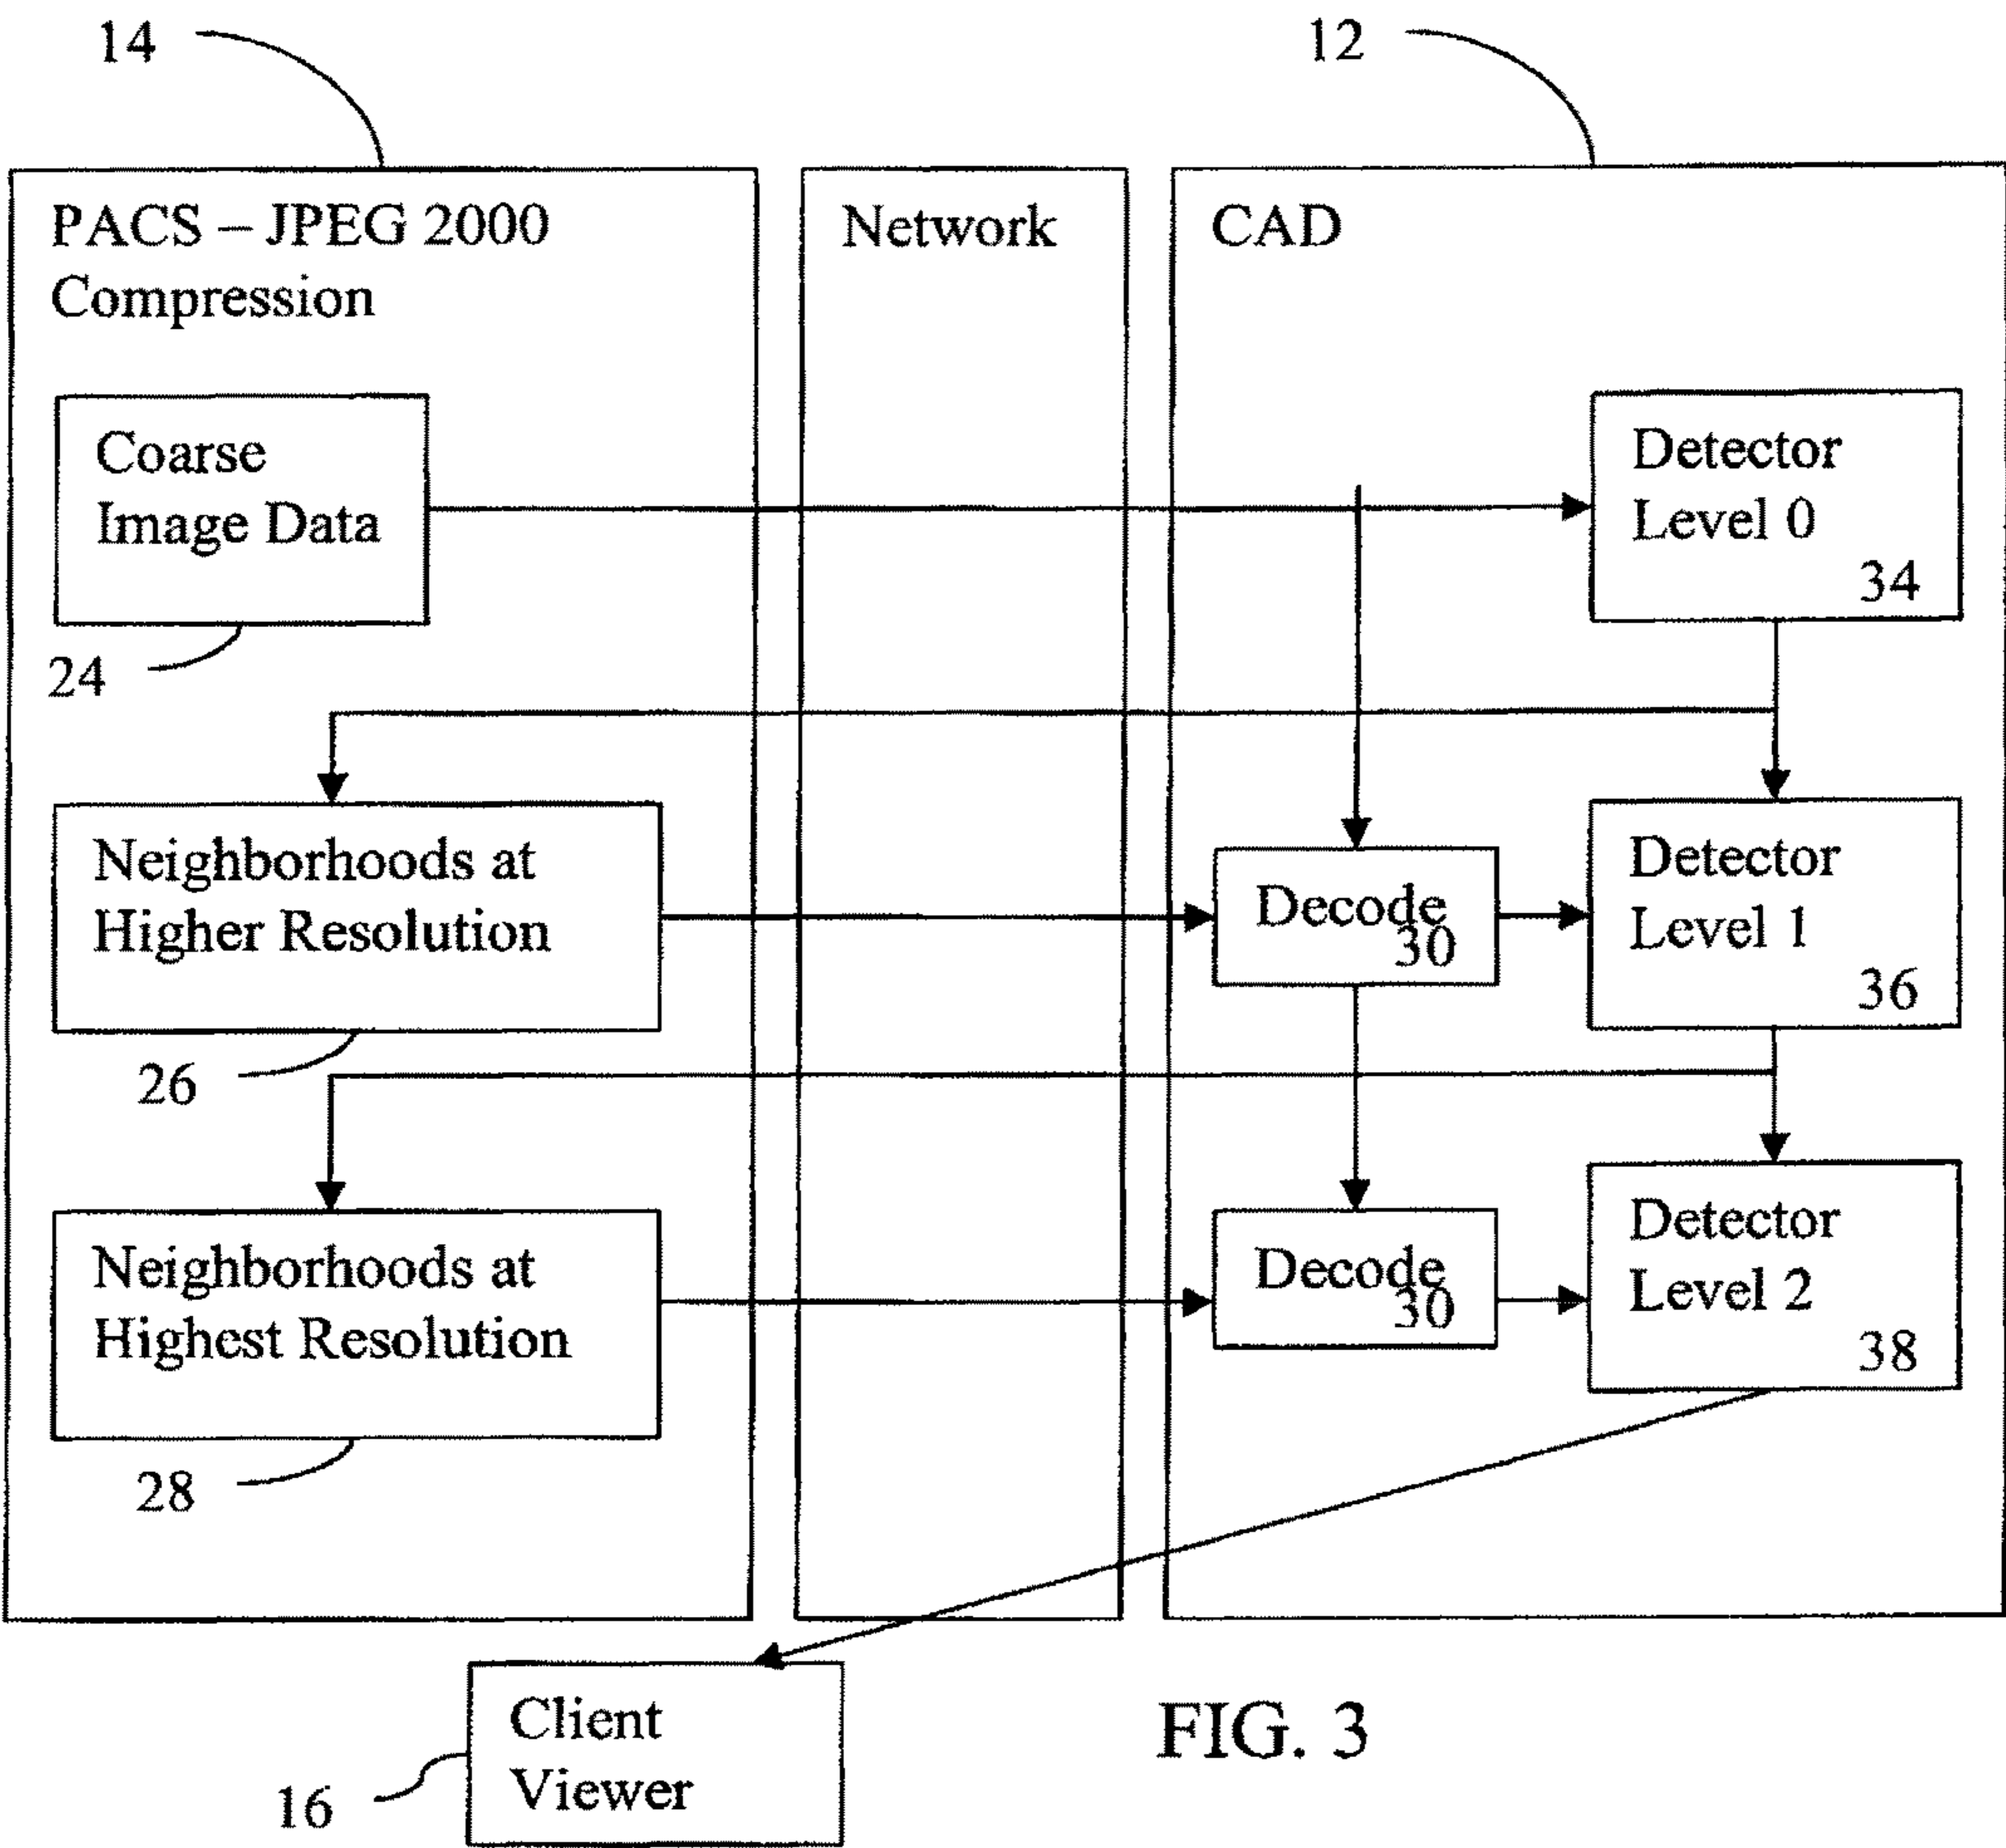 14
12
PACS – JPEG 2000
Compression
Network
CAD
Coarse
Image Data
24
Detector
Level 0
34
Neighborhoods at
Higher Resolution
26
Decode
30
Detector
Level 1
36
Neighborhoods at
Highest Resolution
28
Decode
30
Detector
Level 2
38
Client
Viewer
16
FIG. 3